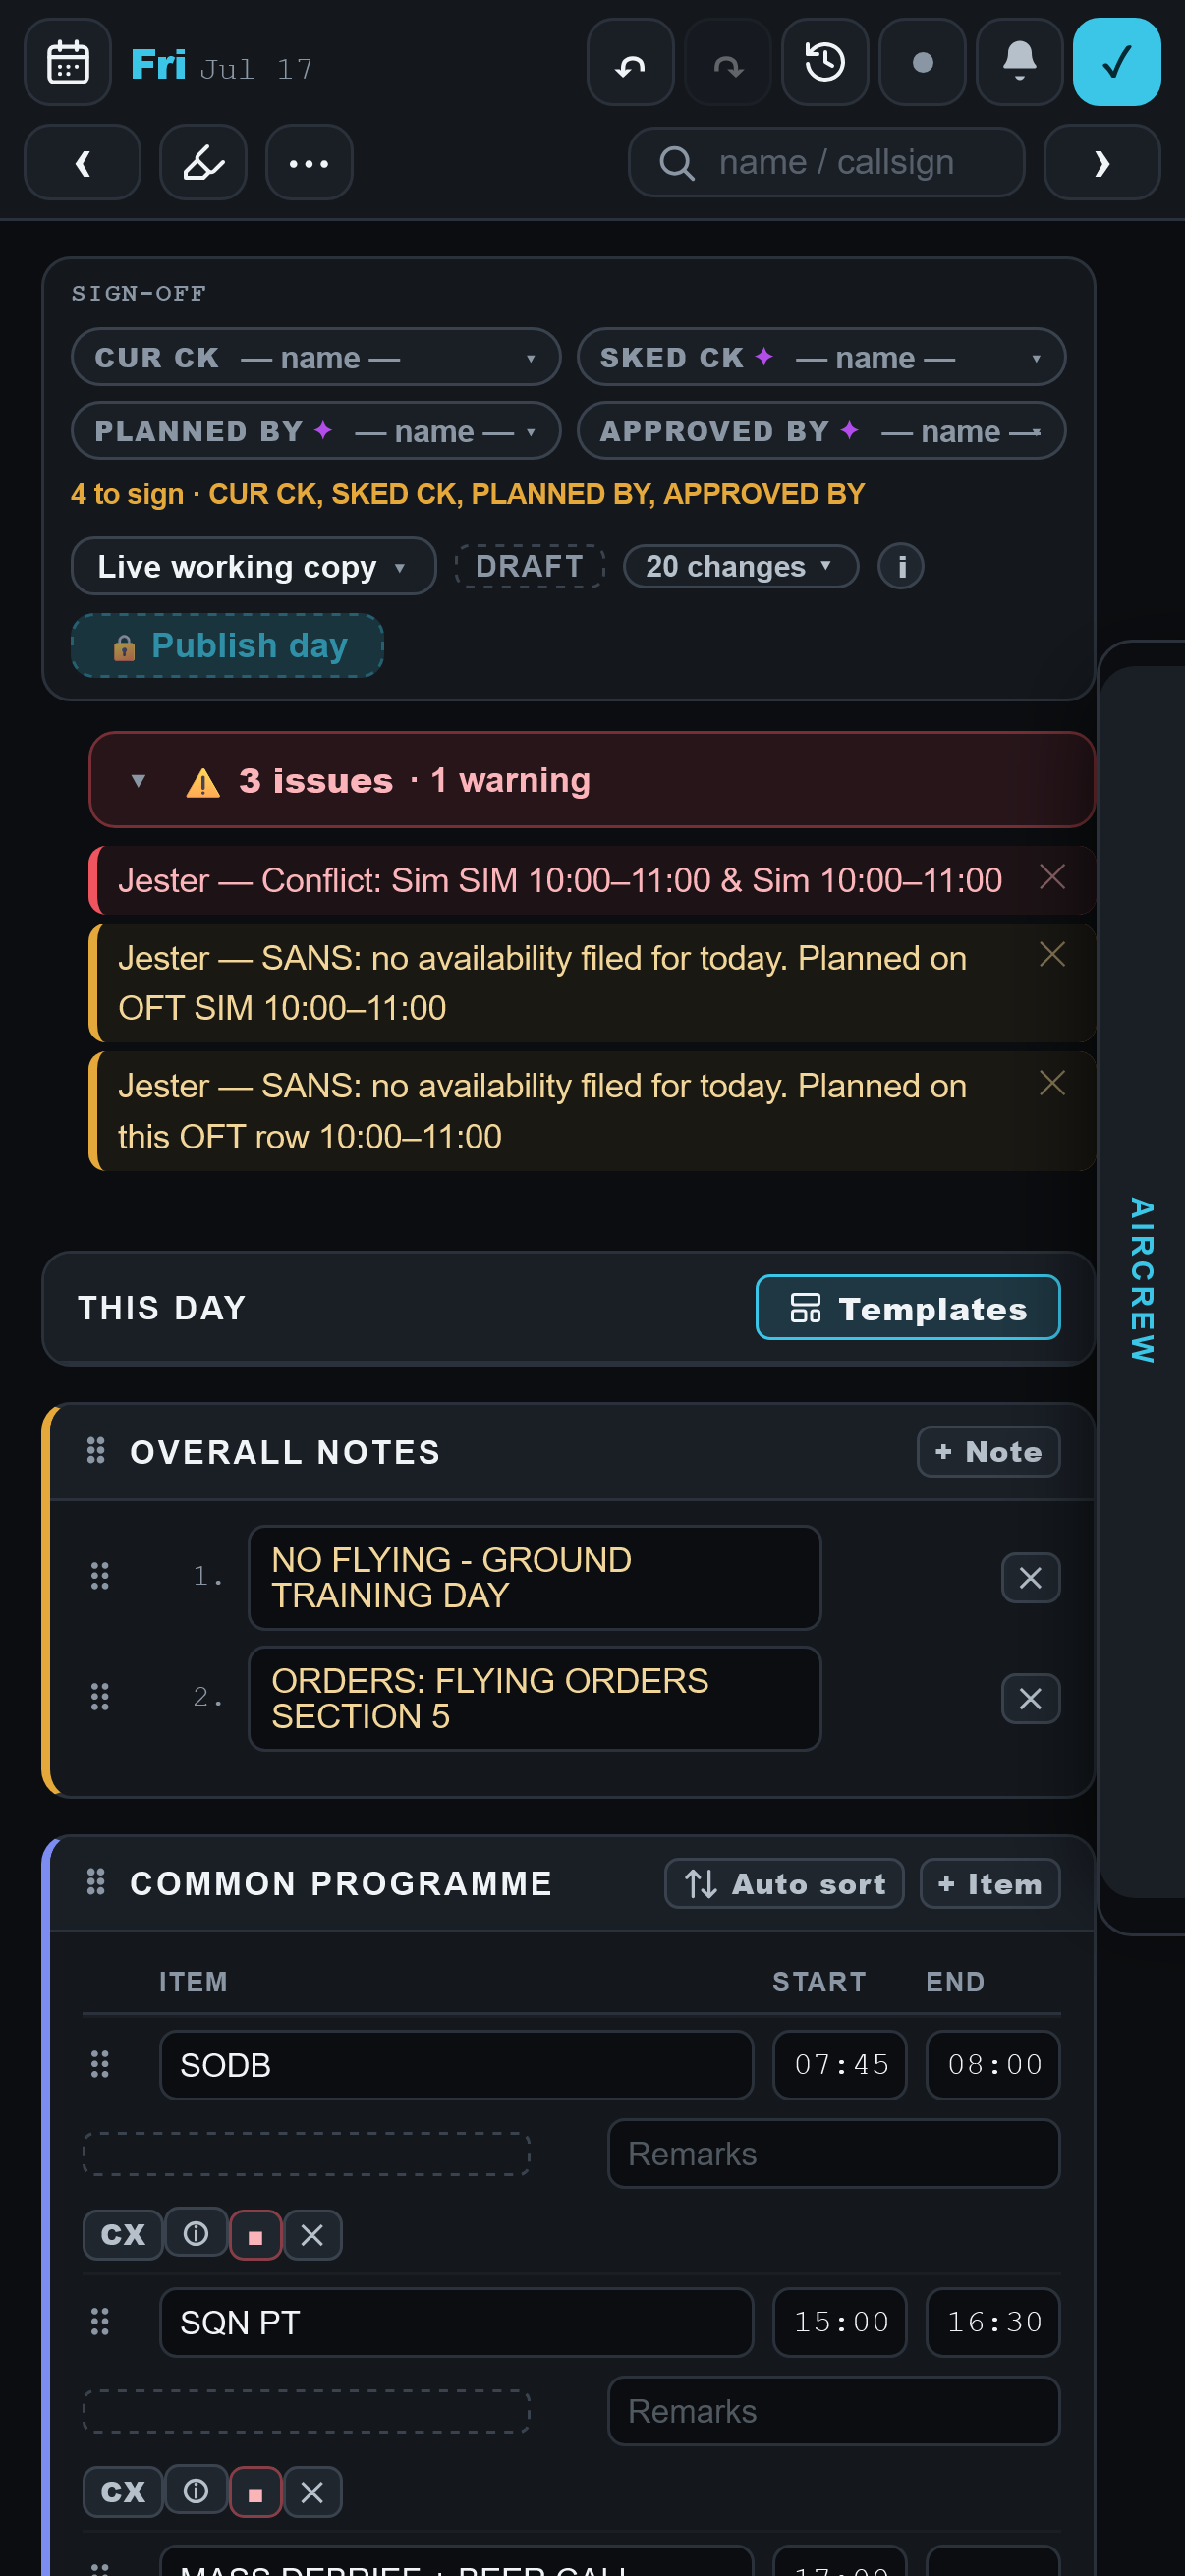 Fri Jul 17
name / callsign
SIGN-OFF
CUR CK — name —
SKED CK ✦ — name —
PLANNED BY ✦ — name —
APPROVED BY ✦ — name —
4 to sign · CUR CK, SKED CK, PLANNED BY, APPROVED BY
Live working copy
DRAFT
20 changes
i
Publish day
3 issues · 1 warning
Jester — Conflict: Sim SIM 10:00–11:00 & Sim 10:00–11:00
Jester — SANS: no availability filed for today. Planned on
OFT SIM 10:00–11:00
Jester — SANS: no availability filed for today. Planned on
this OFT row 10:00–11:00
AIRCREW
THIS DAY
Templates
OVERALL NOTES
+ Note
1.
NO FLYING - GROUND
TRAINING DAY
2.
ORDERS: FLYING ORDERS
SECTION 5
COMMON PROGRAMME
Auto sort
+ Item
ITEM START END
SODB 07:45 08:00
Remarks
CX
SQN PT 15:00 16:30
Remarks
CX
MASS DEBRIEF + BEER CALL 17:00